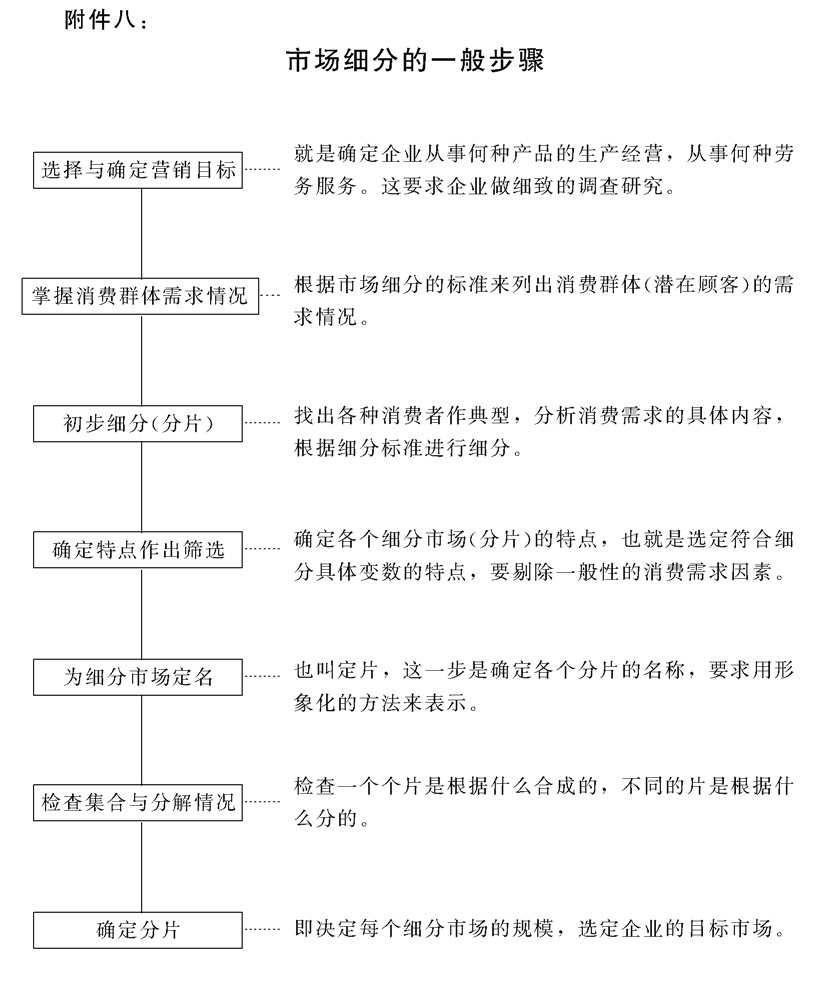 附件八：
市场细分的一般步骤
选择与确定营销目标
就是确定企业从事何种产品的生产经营，从事何种劳
务服务。这要求企业做细致的调查研究。
掌握消费群体需求情况
根据市场细分的标准来列出消费群体(潜在顾客)的需
求情况。
初步细分(分片)
找出各种消费者作典型，分析消费需求的具体内容，
根据细分标准进行细分。
确定特点作出筛选
确定各个细分市场(分片)的特点，也就是选定符合细
分具体变数的特点，要剔除一般性的消费需求因素。
为细分市场定名
也叫定片，这一步是确定各个分片的名称，要求用形
象化的方法来表示。
检查集合与分解情况
检查一个个片是根据什么合成的，不同的片是根据什
么分的。
确定分片
即决定每个细分市场的规模，选定企业的目标市场。